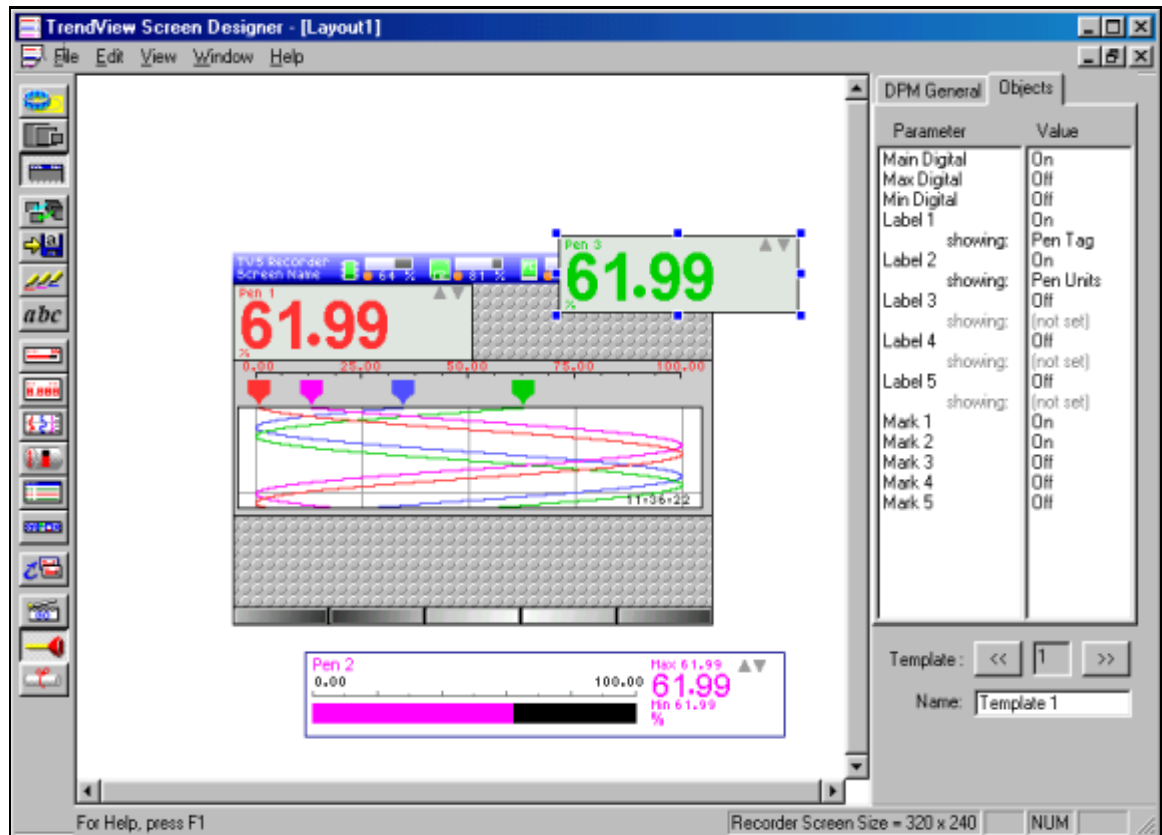 TrendView Screen Designer - [Layout1]
File Edit View Window Help
abc
DPM General Objects
Parameter Value
Main Digital On
Max Digital Off
Min Digital Off
Label 1 On
showing: Pen Tag
Label 2 On
showing: Pen Units
Label 3 Off
showing: (not set)
Label 4 Off
showing: (not set)
Label 5 Off
showing: (not set)
Mark 1 On
Mark 2 On
Mark 3 Off
Mark 4 Off
Mark 5 Off
Template : << 1 >>
Name: Template 1
Pen 3
61.99
%
TV5 Recorder
Screen Name 64 % 81 %
Pen 1
61.99
%
0.00 25.00 50.00 75.00 100.00
11:36:22
Pen 2
0.00 100.00
Max 61.99
61.99
Min 61.99
%
For Help, press F1
Recorder Screen Size = 320 x 240 NUM